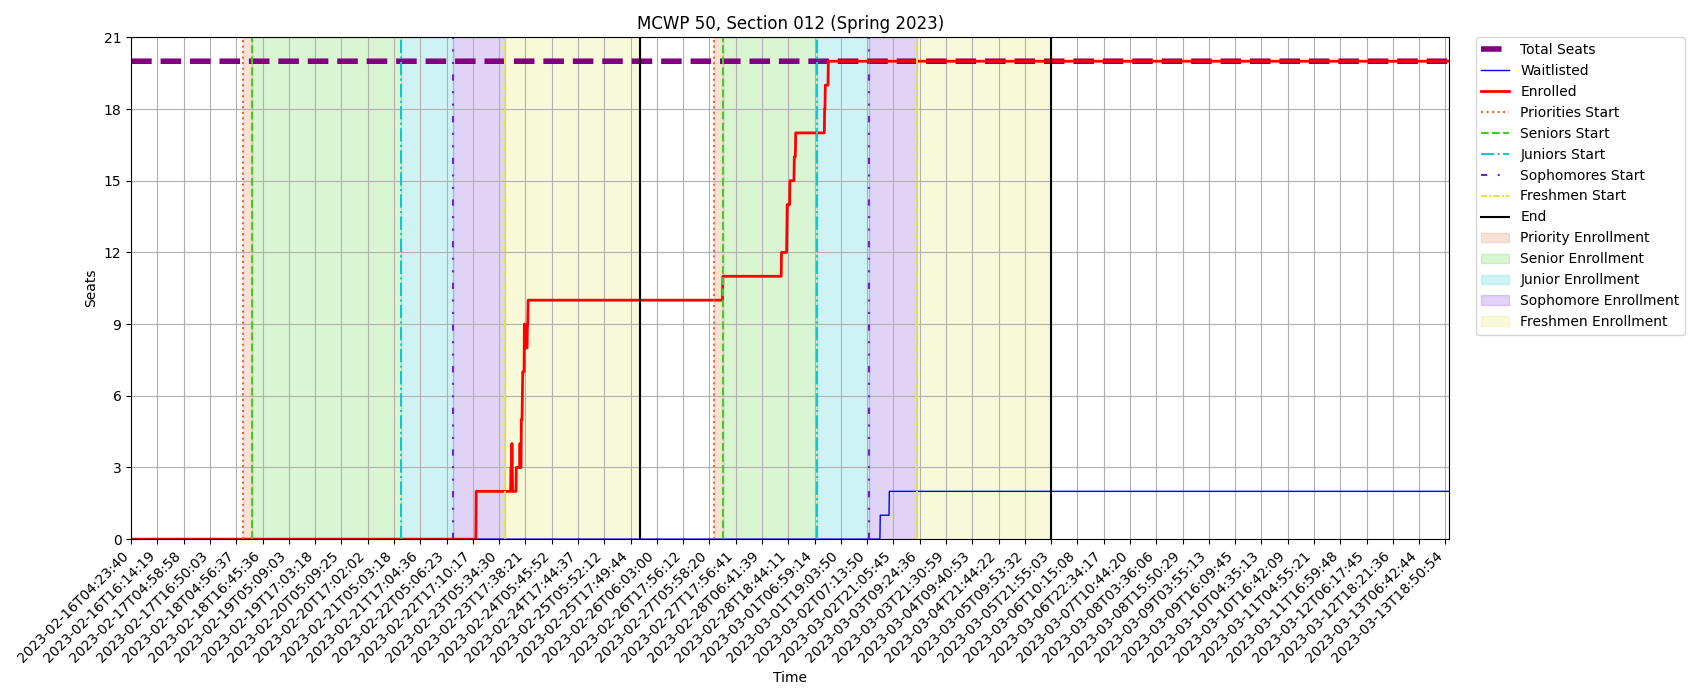 MCWP 50, Section 012 (Spring 2023)
21
18
15
12
9
6
3
0
Seats
2023-02-16T04:23:40
2023-02-16T16:14:19
2023-02-17T04:58:58
2023-02-17T16:50:03
2023-02-18T04:56:37
2023-02-18T16:45:36
2023-02-19T05:09:03
2023-02-19T17:03:18
2023-02-20T05:09:25
2023-02-20T17:02:02
2023-02-21T05:03:18
2023-02-21T17:04:36
2023-02-22T05:06:23
2023-02-22T17:10:17
2023-02-23T05:34:30
2023-02-23T17:38:21
2023-02-24T05:45:52
2023-02-24T17:44:37
2023-02-25T05:52:12
2023-02-25T17:49:44
2023-02-26T06:03:00
2023-02-26T17:56:12
2023-02-27T05:58:20
2023-02-27T17:56:41
2023-02-28T06:41:39
2023-02-28T18:44:11
2023-03-01T06:59:14
2023-03-01T19:03:50
2023-03-02T07:13:50
2023-03-02T21:05:45
2023-03-03T09:24:36
2023-03-03T21:30:59
2023-03-04T09:40:53
2023-03-04T21:44:22
2023-03-05T09:53:32
2023-03-05T21:55:03
2023-03-06T10:15:08
2023-03-06T22:34:17
2023-03-07T10:44:20
2023-03-08T03:36:06
2023-03-08T15:50:29
2023-03-09T03:55:13
2023-03-09T16:09:45
2023-03-10T04:35:13
2023-03-10T16:42:09
2023-03-11T04:55:21
2023-03-11T16:59:48
2023-03-12T06:17:45
2023-03-12T18:21:36
2023-03-13T06:42:44
2023-03-13T18:50:54
Time
Total Seats
Waitlisted
Enrolled
Priorities Start
Seniors Start
Juniors Start
Sophomores Start
Freshmen Start
End
Priority Enrollment
Senior Enrollment
Junior Enrollment
Sophomore Enrollment
Freshmen Enrollment